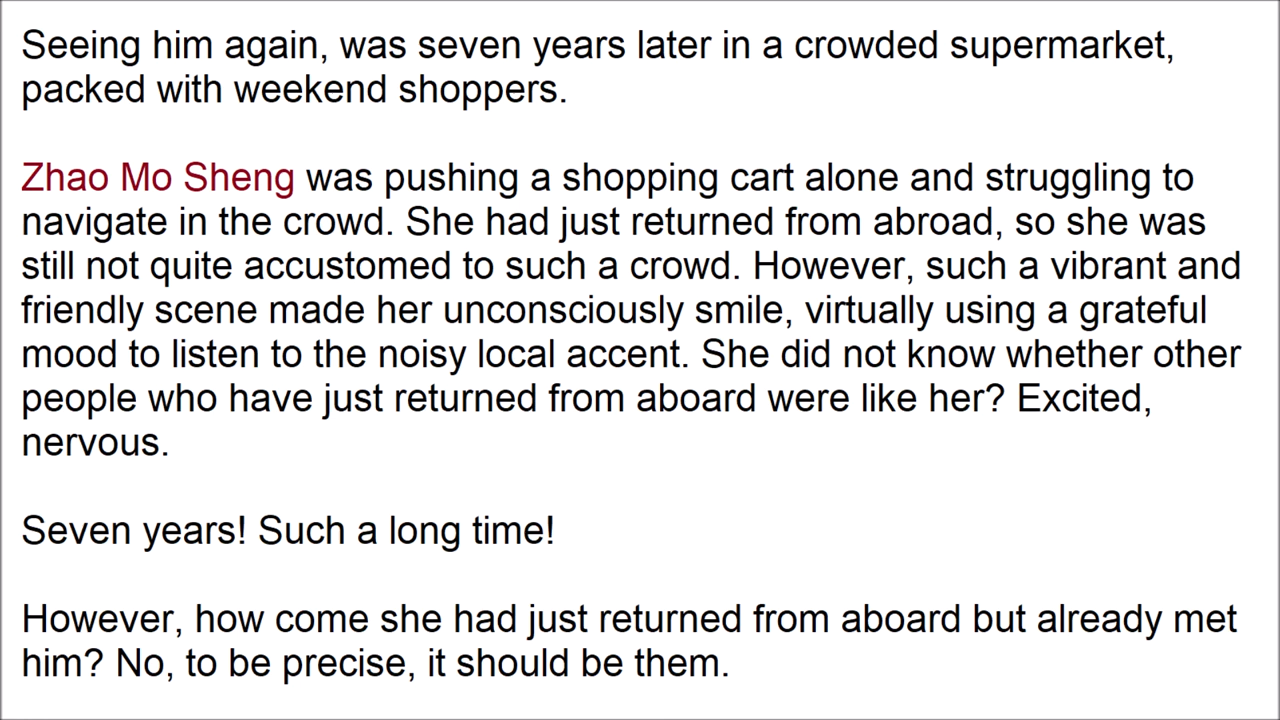 Seeing him again, was seven years later in a crowded supermarket,
packed with weekend shoppers.
Zhao Mo Sheng was pushing a shopping cart alone and struggling to
navigate in the crowd. She had just returned from abroad, so she was
still not quite accustomed to such a crowd. However, such a vibrant and
friendly scene made her unconsciously smile, virtually using a grateful
mood to listen to the noisy local accent. She did not know whether other
people who have just returned from aboard were like her? Excited,
nervous.
Seven years! Such a long time!
However, how come she had just returned from aboard but already met
him? No, to be precise, it should be them.